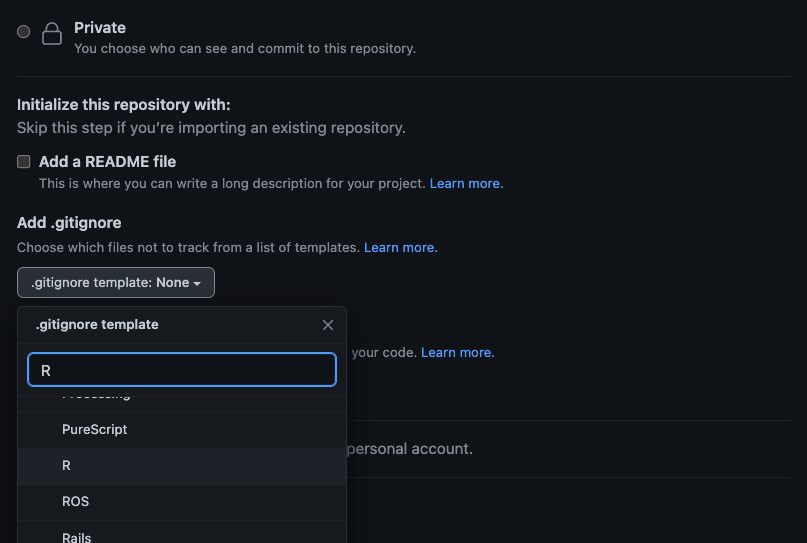 Private
You choose who can see and commit to this repository.
Initialize this repository with:
Skip this step if you're importing an existing repository.
Add a README file
This is where you can write a long description for your project. Learn more.
Add .gitignore
Choose which files not to track from a list of templates. Learn more.
.gitignore template: None
.gitignore template
your code. Learn more.
R
Processing
PureScript
personal account.
R
ROS
Rails